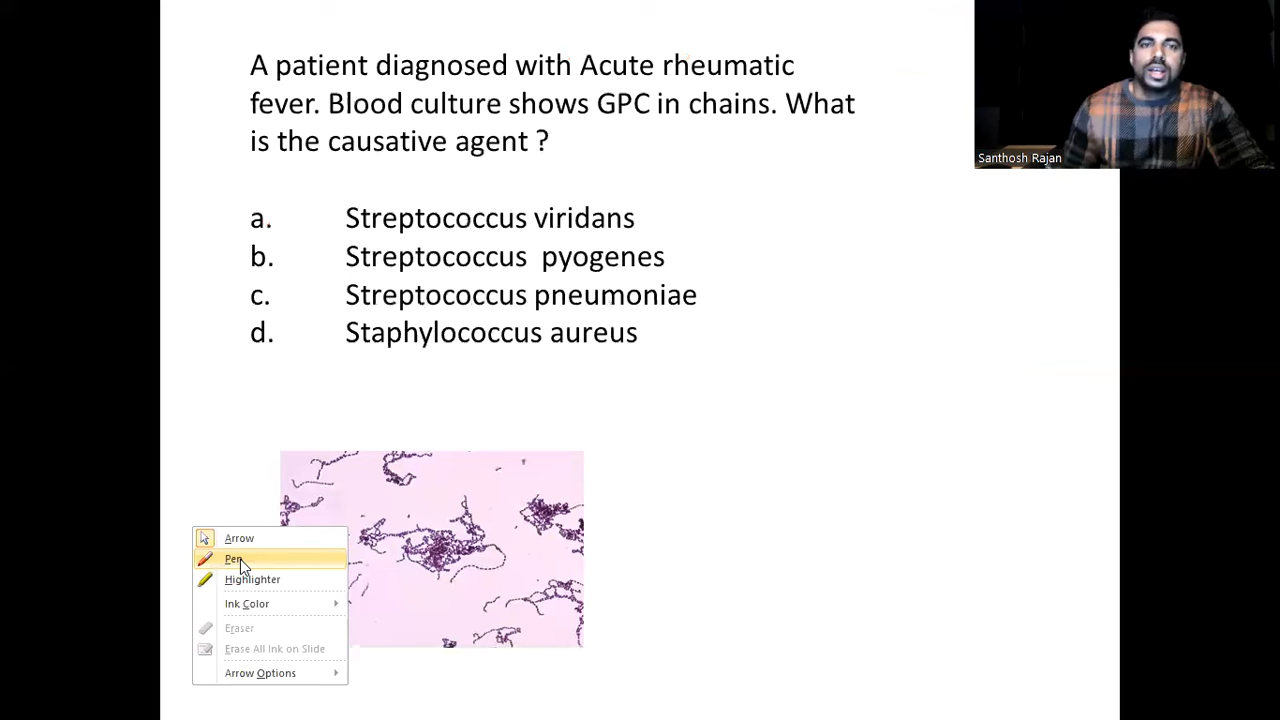 A patient diagnosed with Acute rheumatic
fever. Blood culture shows GPC in chains. What
is the causative agent ?
a. Streptococcus viridans
b. Streptococcus pyogenes
c. Streptococcus pneumoniae
d. Staphylococcus aureus
Santhosh Rajan
Arrow
Pen
Highlighter
Ink Color
Eraser
Erase All Ink on Slide
Arrow Options